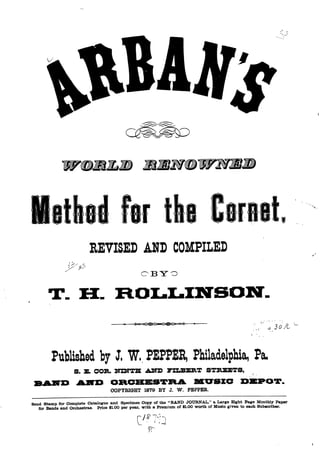 ARBAN'S
WORLD RENOWNED
Method for the Cornet,
REVISED AND COMPILED
BY
T. H. ROLLINSON.
Published by J. W. PEPPER, Philadelphia, Pa.
S. E. COR. NINTH AND FILBERT STREETS,
BAND AND ORCHESTRA MUSIC DEPOT.
COPYRIGHT 1879 BY J. W. PEPPER.
Send Stamp for Complete Catalogue and Specimen Copy of the "BAND JOURNAL," a Large Eight Page Monthly Paper
for Bands and Orchestras. Price $1.00 per year, with a Premium of $1.00 worth of Music given to each Subscriber.